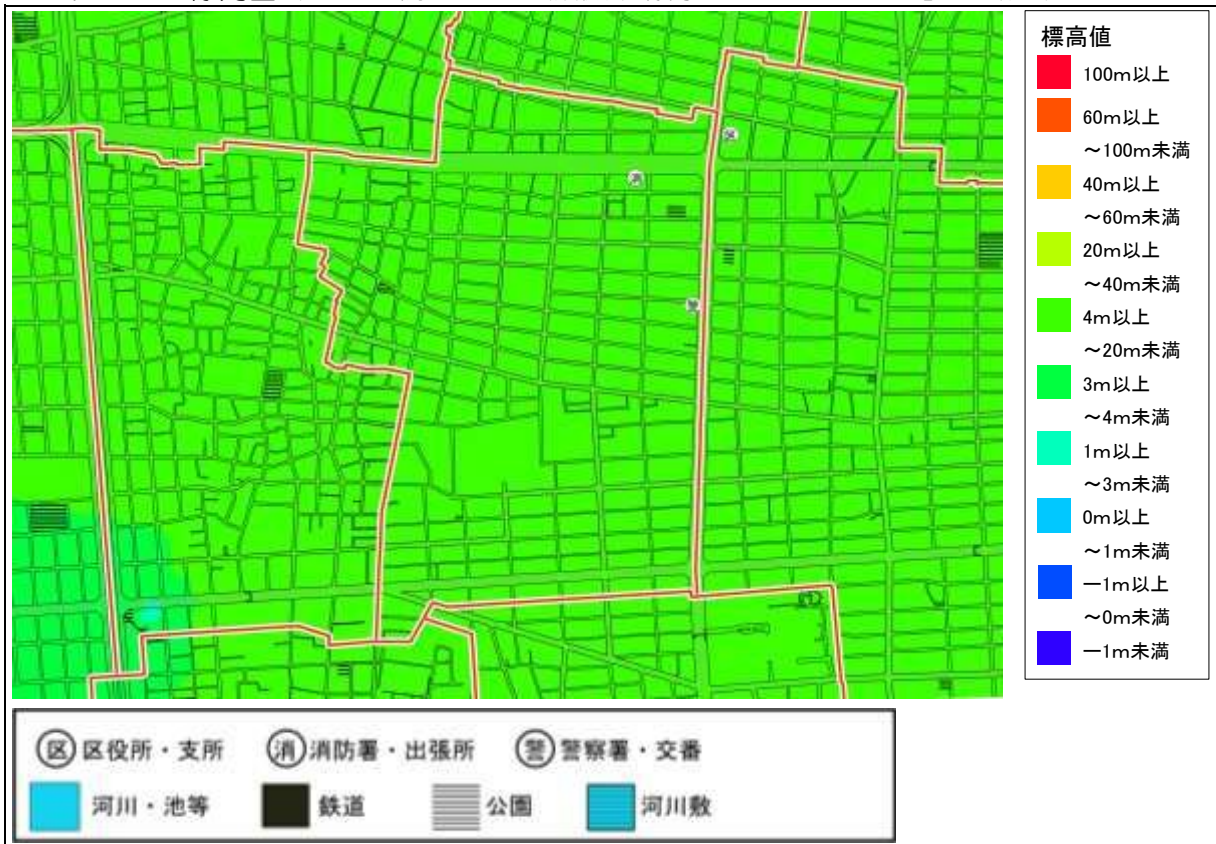 標高値
100m以上
60m以上
～100m未満
40m以上
～60m未満
20m以上
～40m未満
4m以上
～20m未満
3m以上
～4m未満
1m以上
～3m未満
0m以上
～1m未満
－1m以上
～0m未満
－1m未満
区 区役所・支所 消 消防署・出張所 警 警察署・交番
河川・池等 鉄道 公園 河川敷